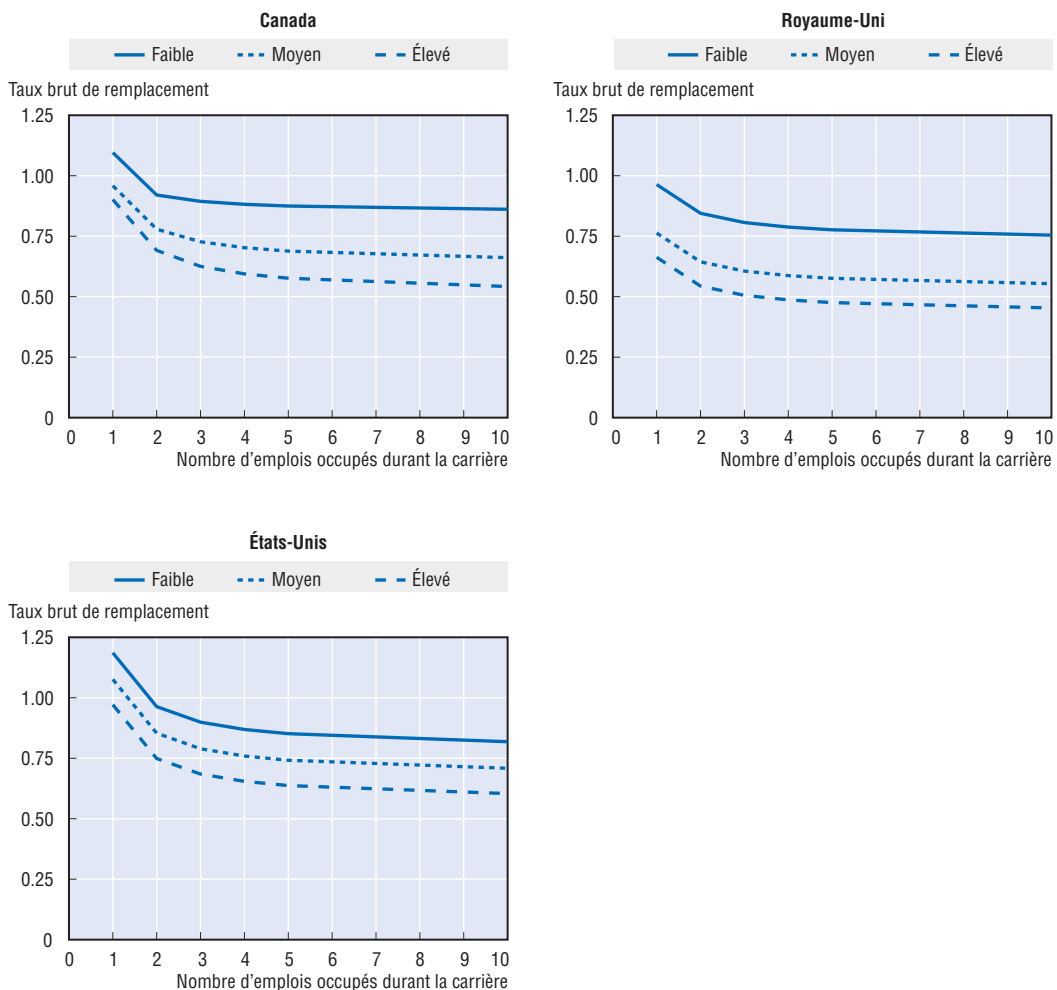 Canada
Faible Moyen Élevé
Taux brut de remplacement
1.25
1.00
0.75
0.50
0.25
0
0 1 2 3 4 5 6 7 8 9 10
Nombre d'emplois occupés durant la carrière
Royaume-Uni
Faible Moyen Élevé
Taux brut de remplacement
1.25
1.00
0.75
0.50
0.25
0
0 1 2 3 4 5 6 7 8 9 10
Nombre d'emplois occupés durant la carrière
États-Unis
Faible Moyen Élevé
Taux brut de remplacement
1.25
1.00
0.75
0.50
0.25
0
0 1 2 3 4 5 6 7 8 9 10
Nombre d'emplois occupés durant la carrière